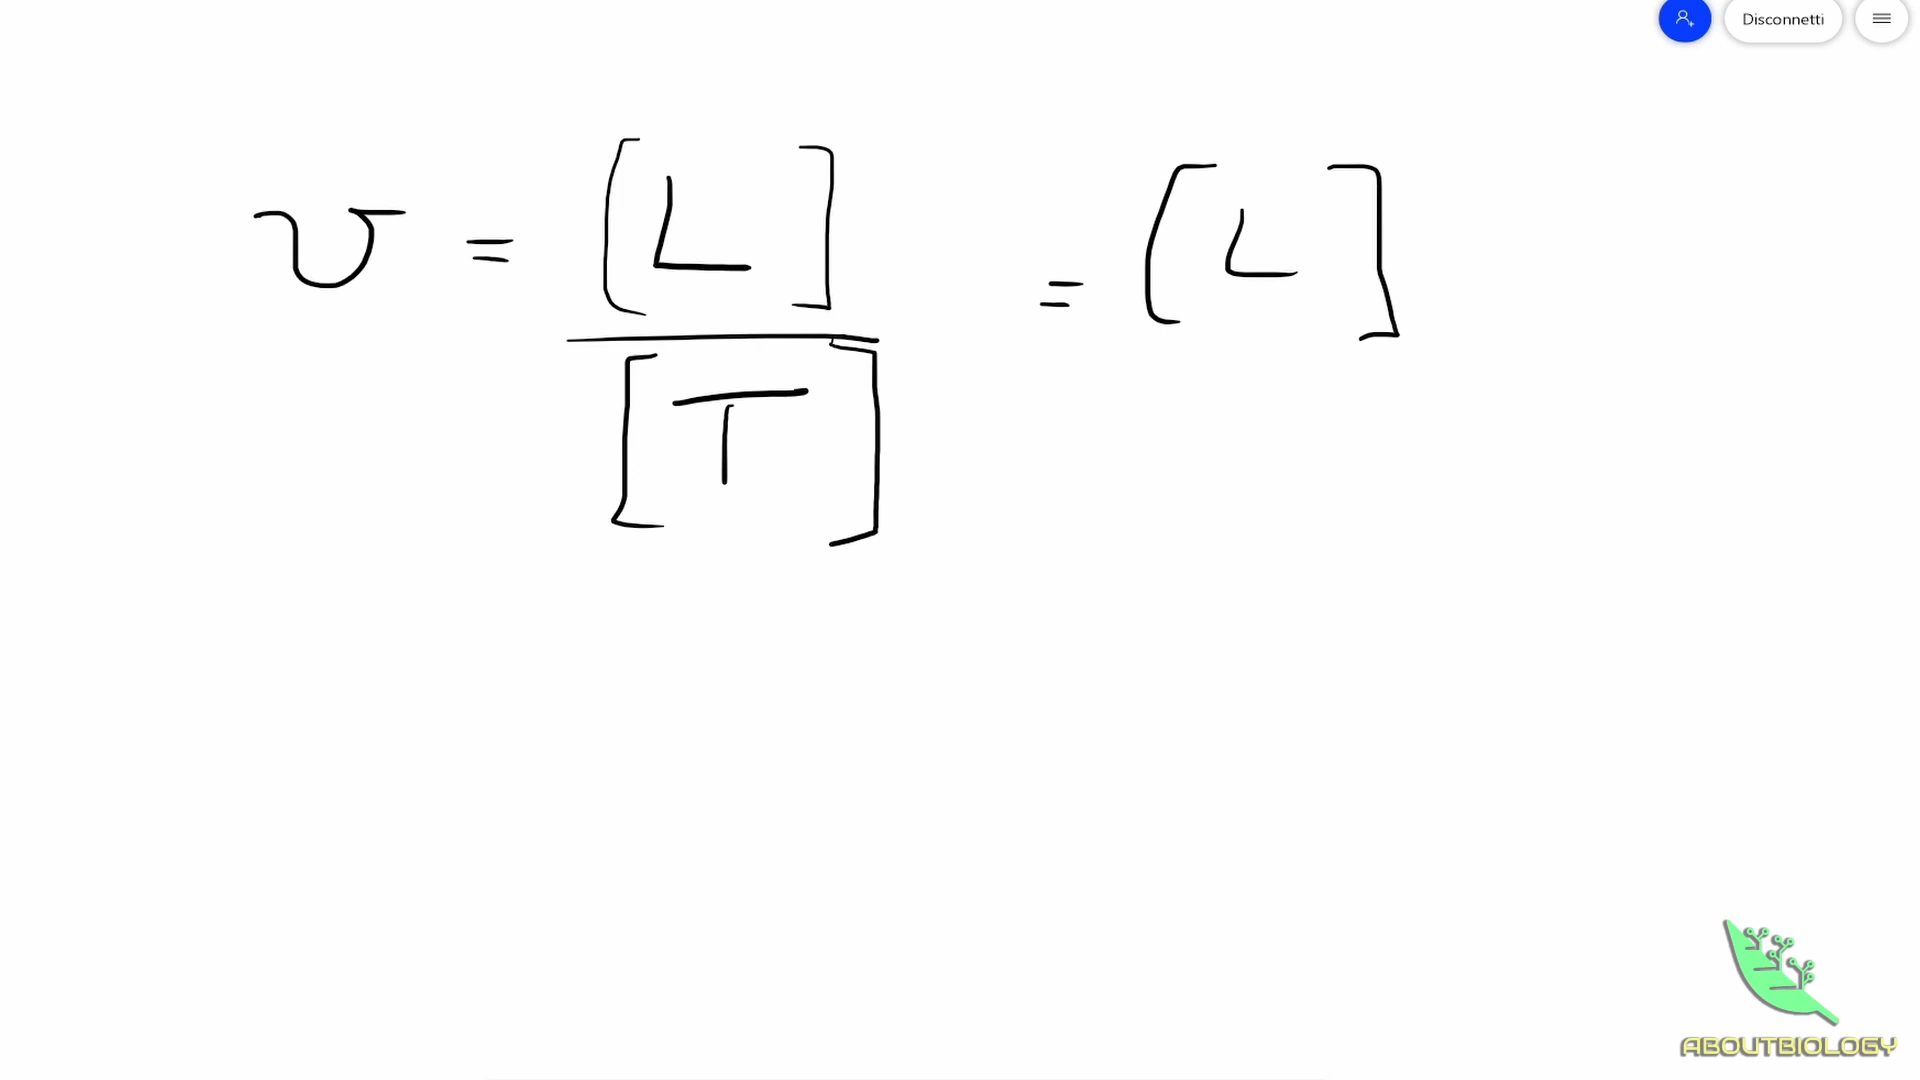 Disconnetti
v = [L] / [T] = [L]
ABOUTBIOLOGY